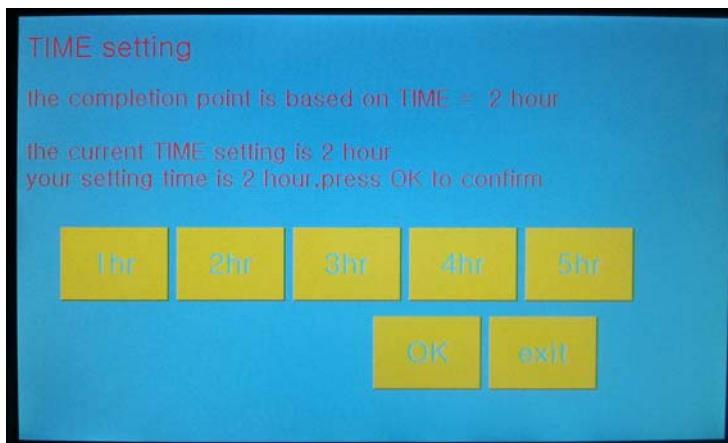 TIME setting
the completion point is based on TIME = 2 hour
the current TIME setting is 2 hour
your setting time is 2 hour,press OK to confirm
1hr 2hr 3hr 4hr 5hr
OK exit